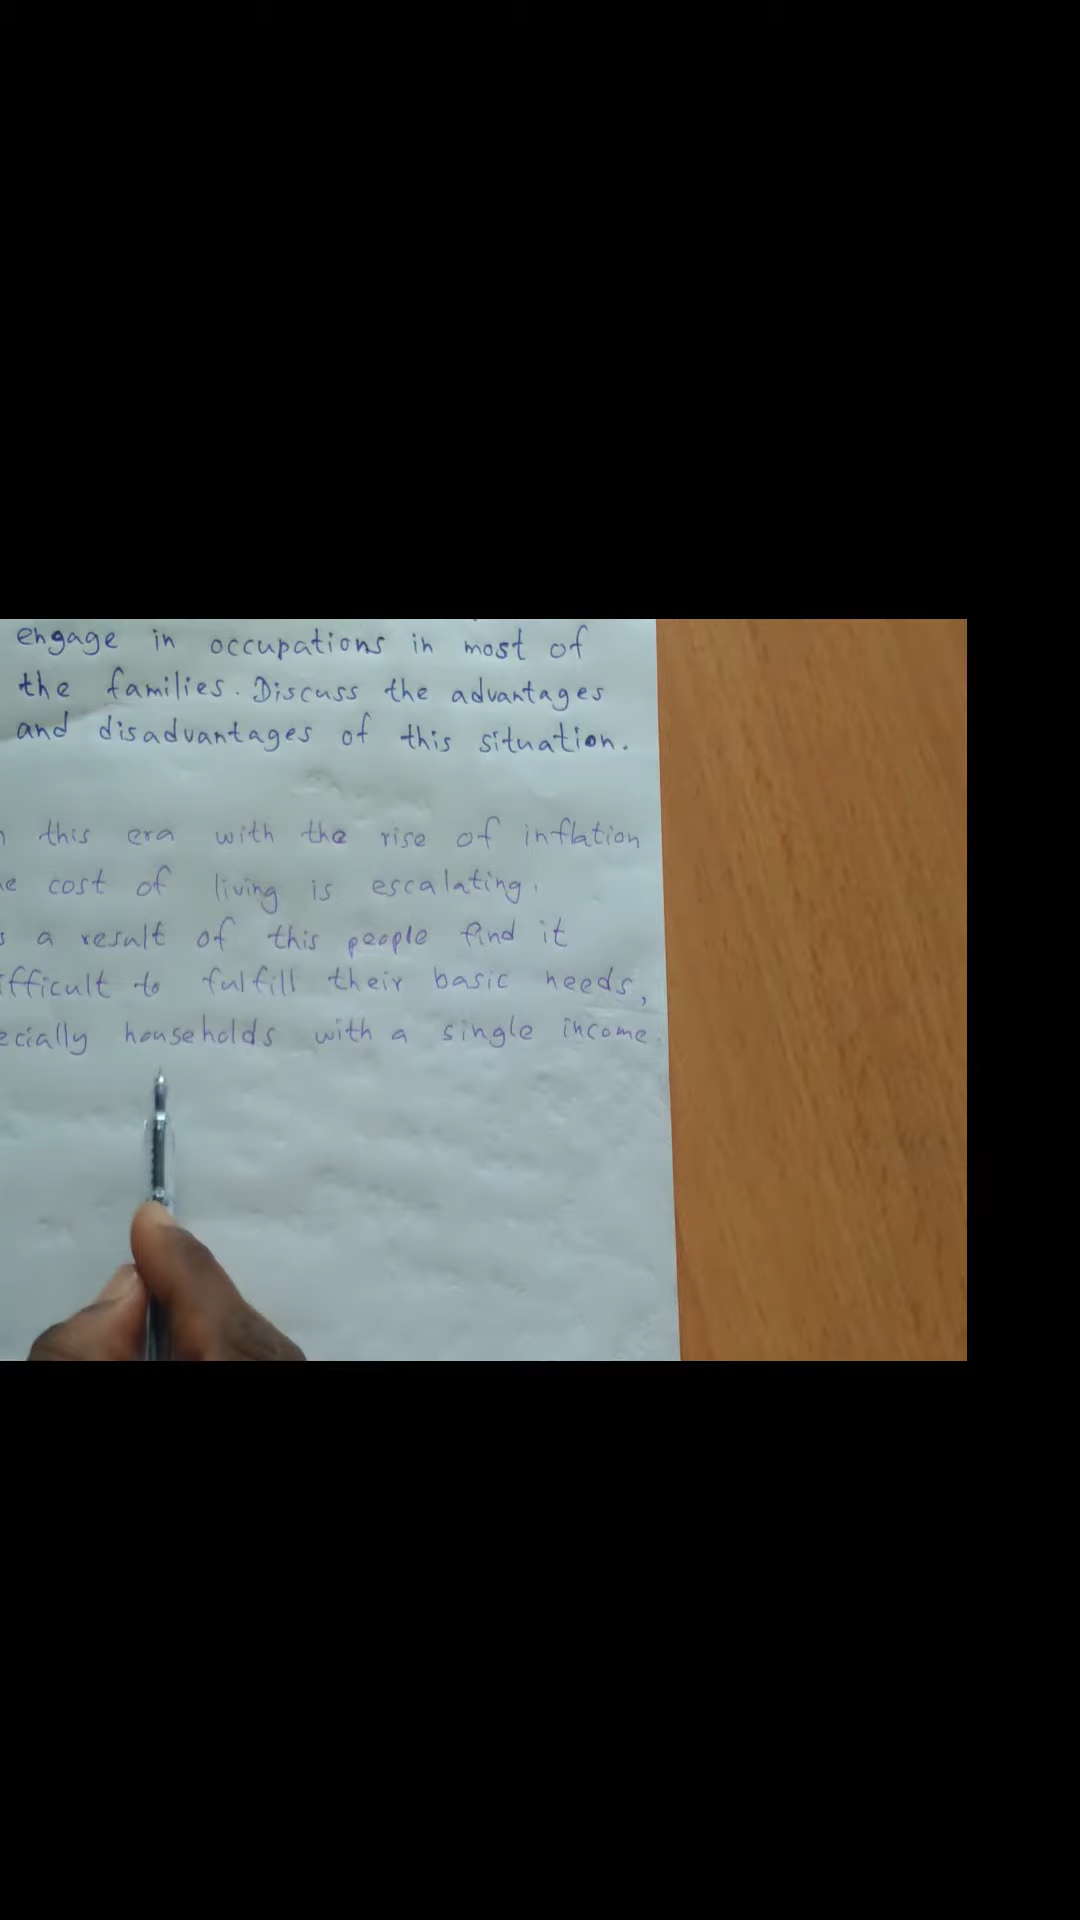 engage in occupations in most of
the families. Discuss the advantages
and disadvantages of this situation.
this era with the rise of inflation
cost of living is escalating.
a result of this people find it
to fulfill their basic needs,
households with a single income.